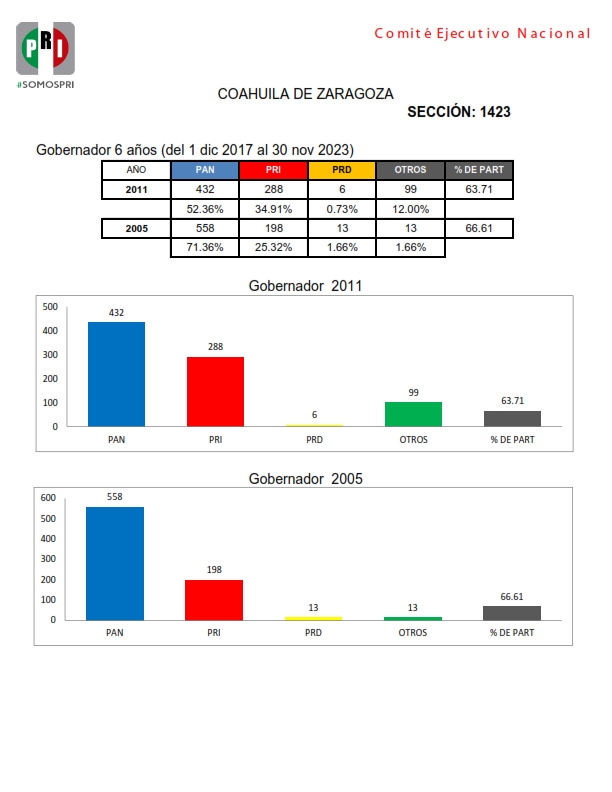 PRI
#SOMOSPRI
Comité Ejecutivo Nacional
COAHUILA DE ZARAGOZA
SECCIÓN: 1423
Gobernador 6 años (del 1 dic 2017 al 30 nov 2023)
AÑO PAN PRI PRD OTROS % DE PART
2011 432 288 6 99 63.71
52.36% 34.91% 0.73% 12.00%
2005 558 198 13 13 66.61
71.36% 25.32% 1.66% 1.66%
Gobernador 2011
500
400
300
200
100
0
432
288
6
99
63.71
PAN PRI PRD OTROS % DE PART
Gobernador 2005
600
500
400
300
200
100
0
558
198
13
13
66.61
PAN PRI PRD OTROS % DE PART